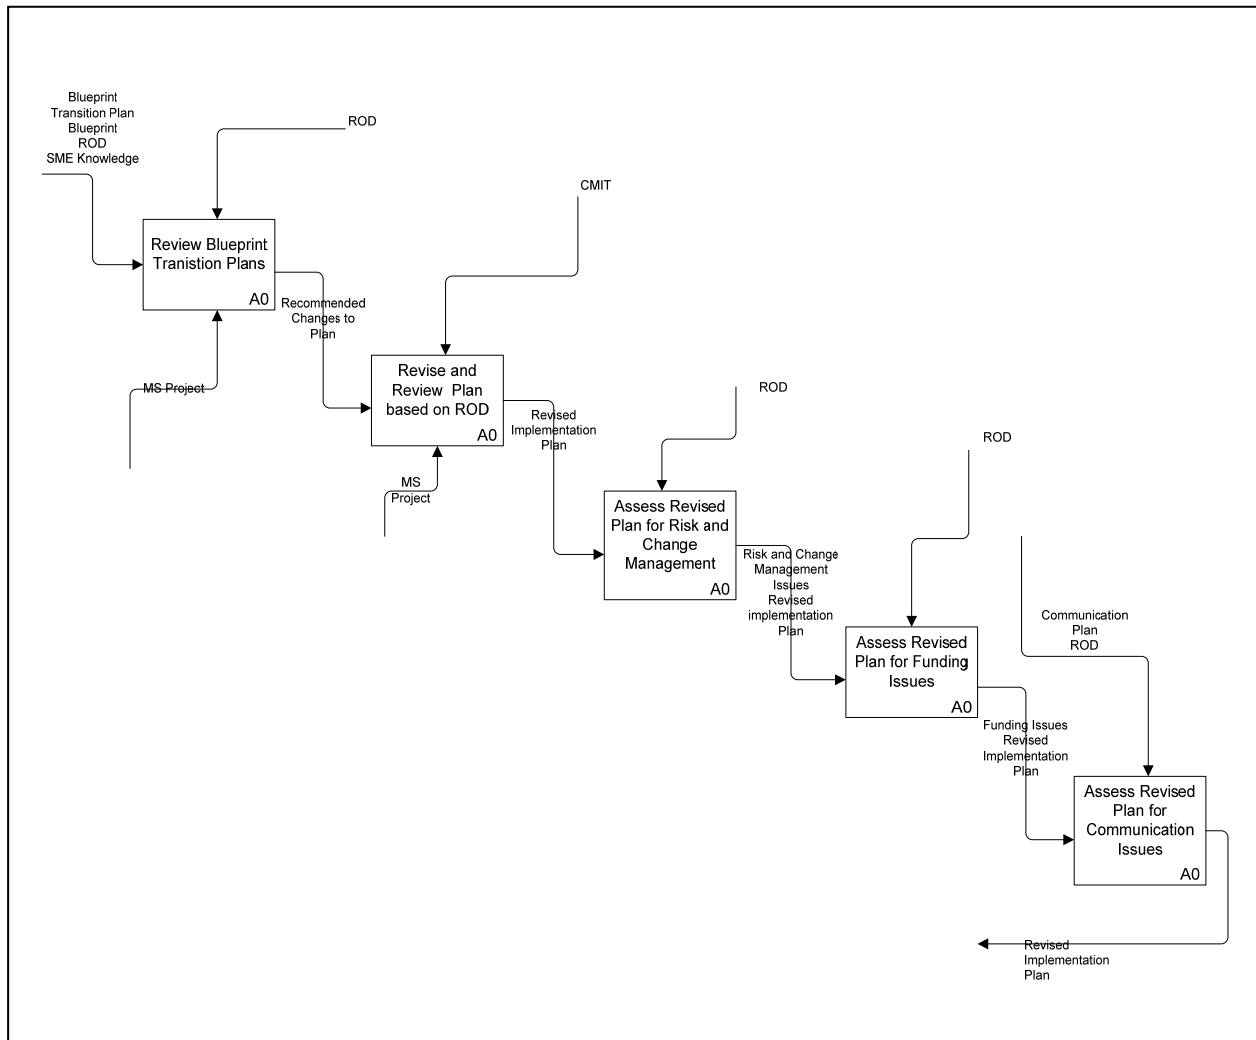 Blueprint
Transition Plan
Blueprint
ROD
SME Knowledge
ROD
CMIT
Review Blueprint
Tranistion Plans
A0
Recommended
Changes to
Plan
MS Project
Revise and
Review Plan
based on ROD
A0
Revised
Implementation
Plan
MS
Project
ROD
Assess Revised
Plan for Risk and
Change
Management
A0
Risk and Change
Management
Issues
Revised
implementation
Plan
ROD
Assess Revised
Plan for Funding
Issues
A0
Communication
Plan
ROD
Funding Issues
Revised
Implementation
Plan
Assess Revised
Plan for
Communication
Issues
A0
Revised
Implementation
Plan